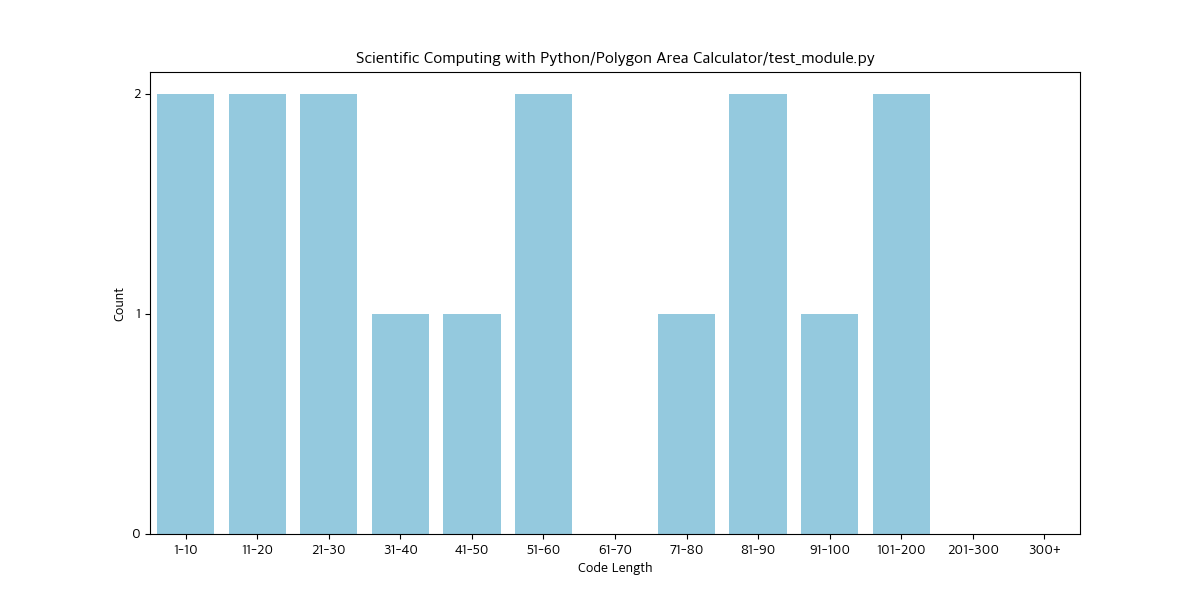 Scientific Computing with Python/Polygon Area Calculator/test_module.py
2
1
0
Count
1-10 11-20 21-30 31-40 41-50 51-60 61-70 71-80 81-90 91-100 101-200 201-300 300+
Code Length